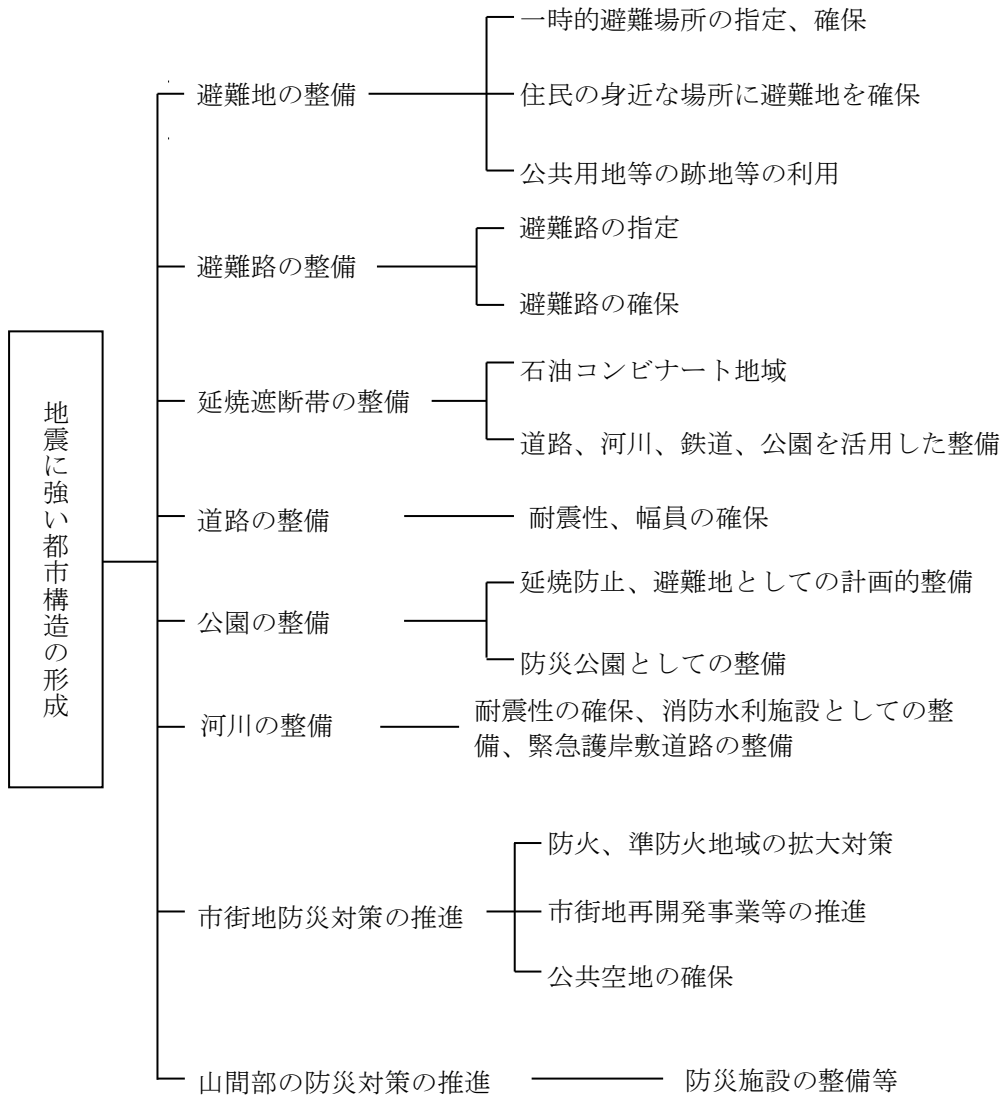 地震に強い都市構造の形成
避難地の整備
一時的避難場所の指定、確保
住民の身近な場所に避難地を確保
公共用地等の跡地等の利用
避難路の整備
避難路の指定
避難路の確保
延焼遮断帯の整備
石油コンビナート地域
道路、河川、鉄道、公園を活用した整備
道路の整備
耐震性、幅員の確保
公園の整備
延焼防止、避難地としての計画的整備
防災公園としての整備
河川の整備
耐震性の確保、消防水利施設としての整
備、緊急護岸敷道路の整備
市街地防災対策の推進
防火、準防火地域の拡大対策
市街地再開発事業等の推進
公共空地の確保
山間部の防災対策の推進
防災施設の整備等